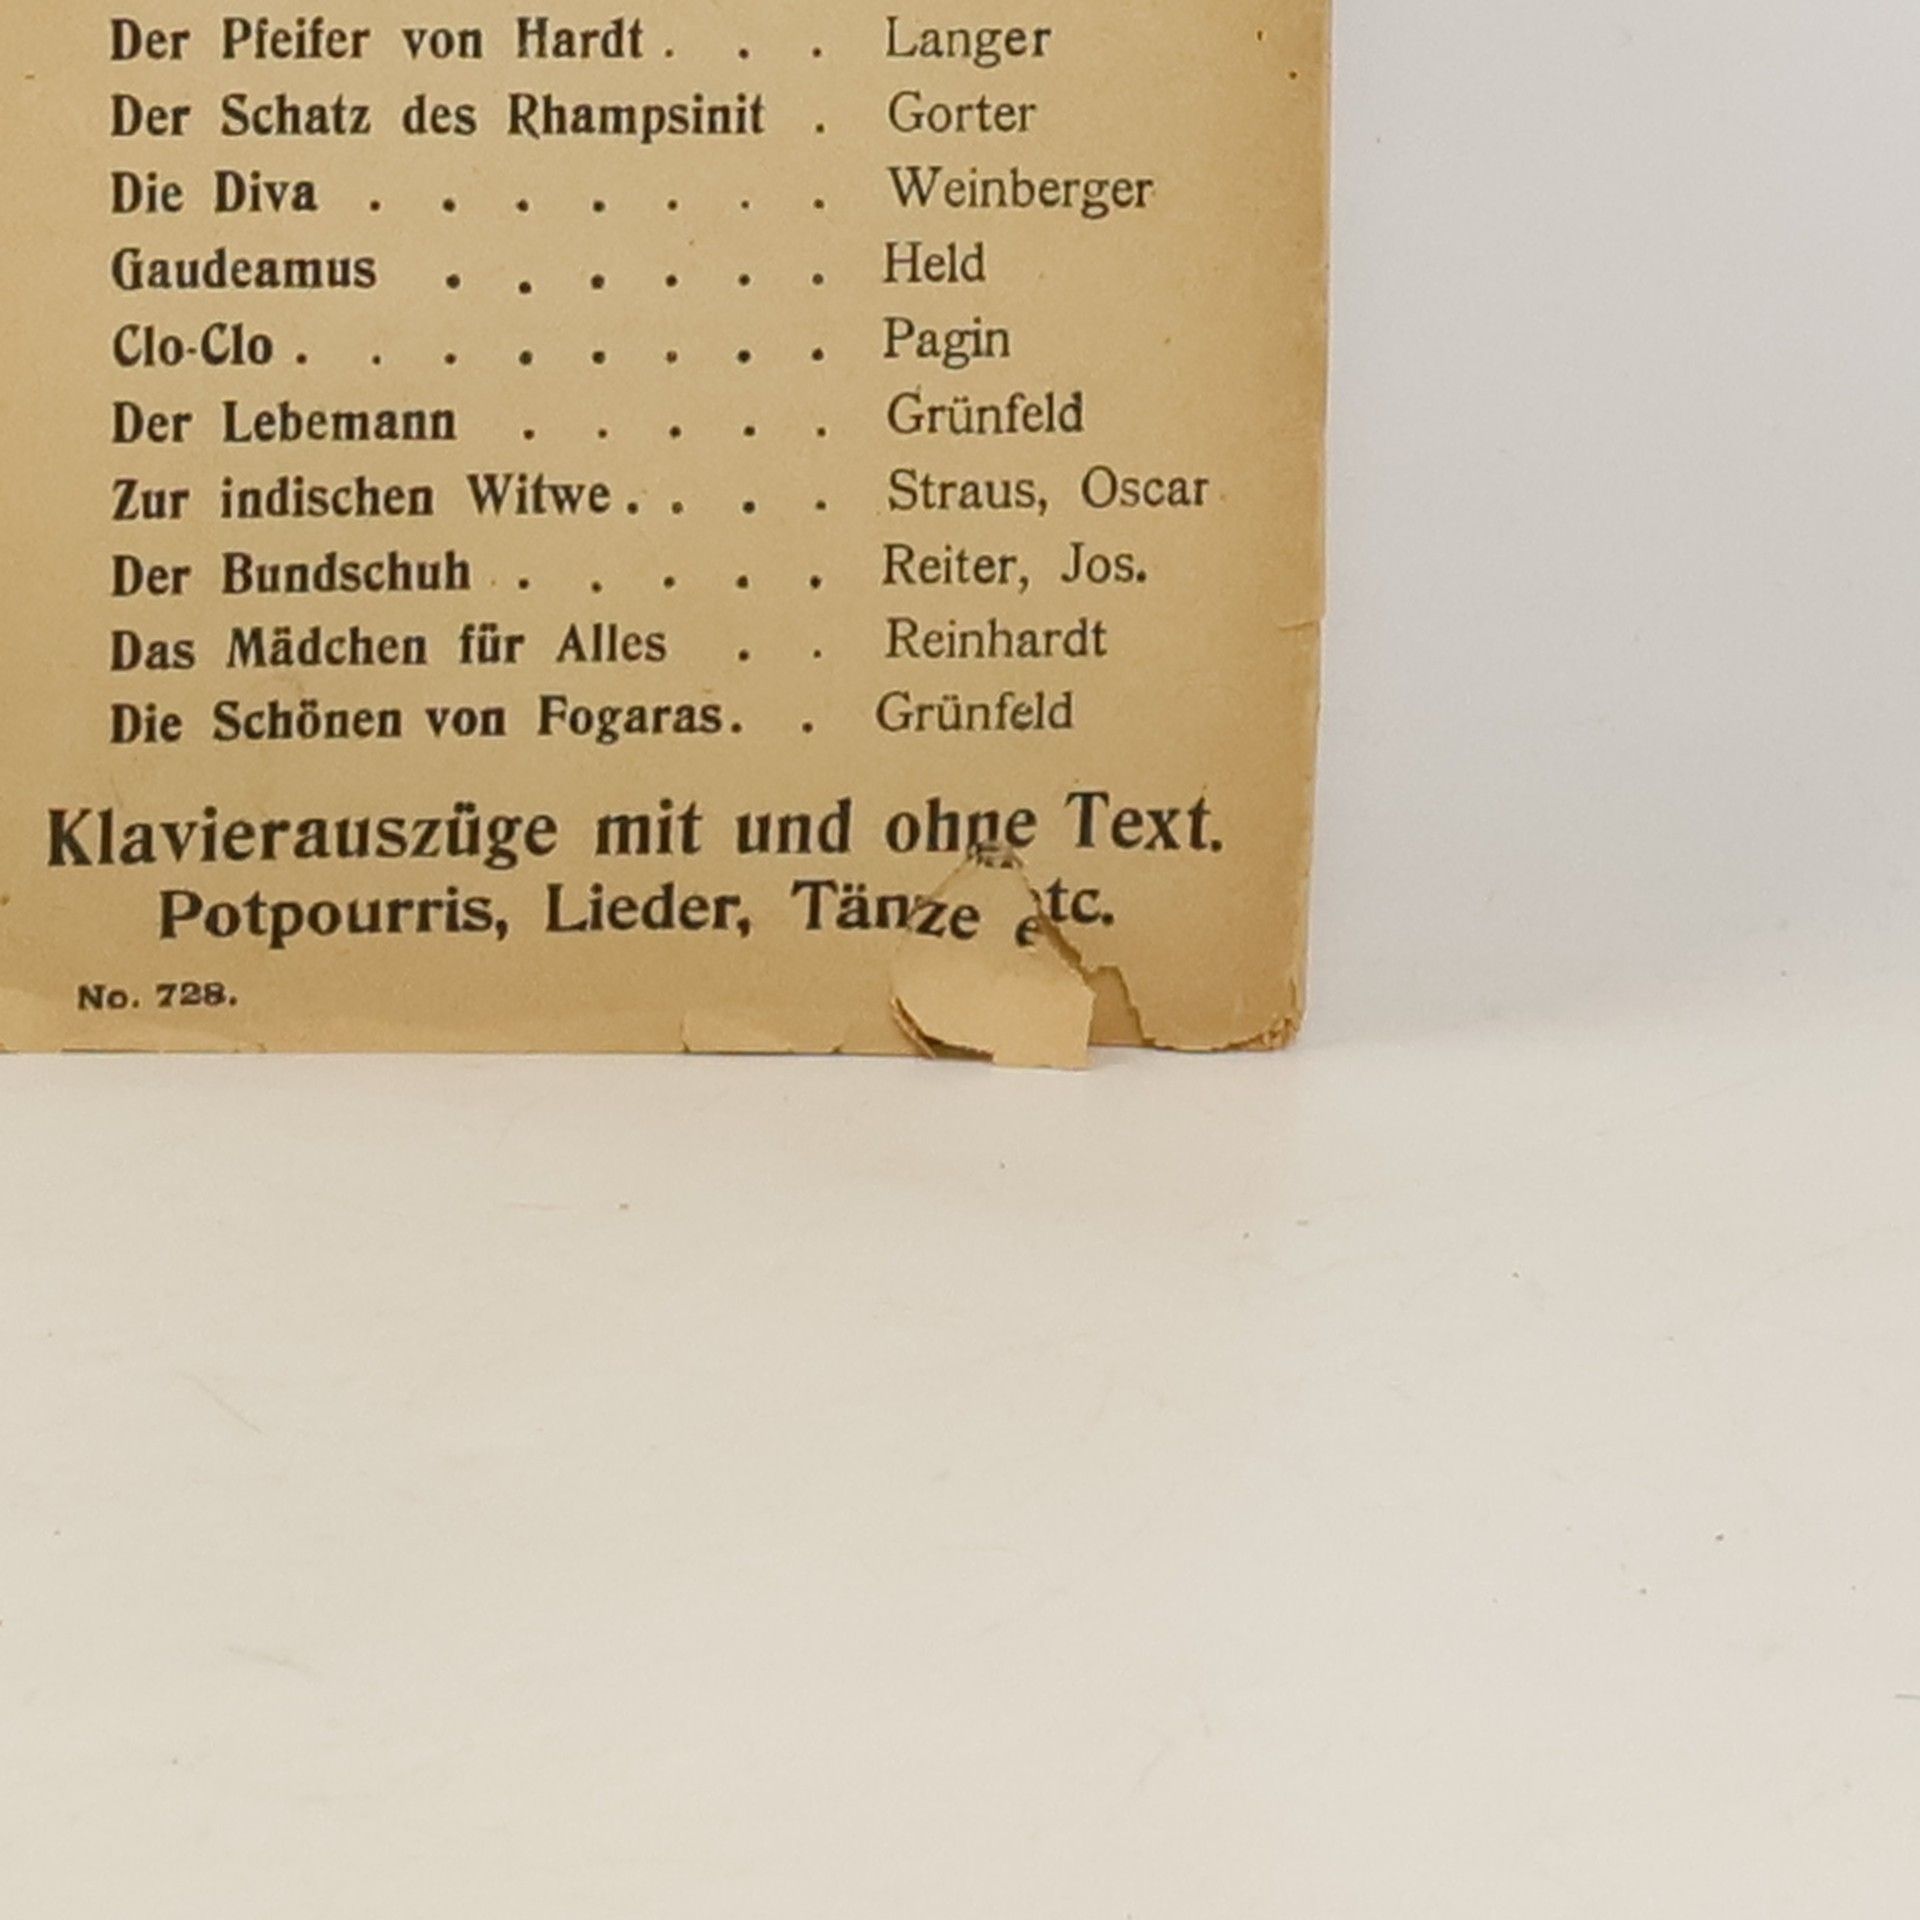 Der Pfeifer von Hardt . . . Langer
Der Schatz des Rhampsinit . Gorter
Die Diva . . . . . . . Weinberger
Gaudeamus . . . . . . Held
Clo-Clo . . . . . . . . Pagin
Der Lebemann . . . . . Grünfeld
Zur indischen Witwe . . . . Straus, Oscar
Der Bundschuh . . . . . Reiter, Jos.
Das Mädchen für Alles . . Reinhardt
Die Schönen von Fogaras . . Grünfeld
Klavierauszüge mit und ohne Text.
Potpourris, Lieder, Tänze etc.
No. 728.